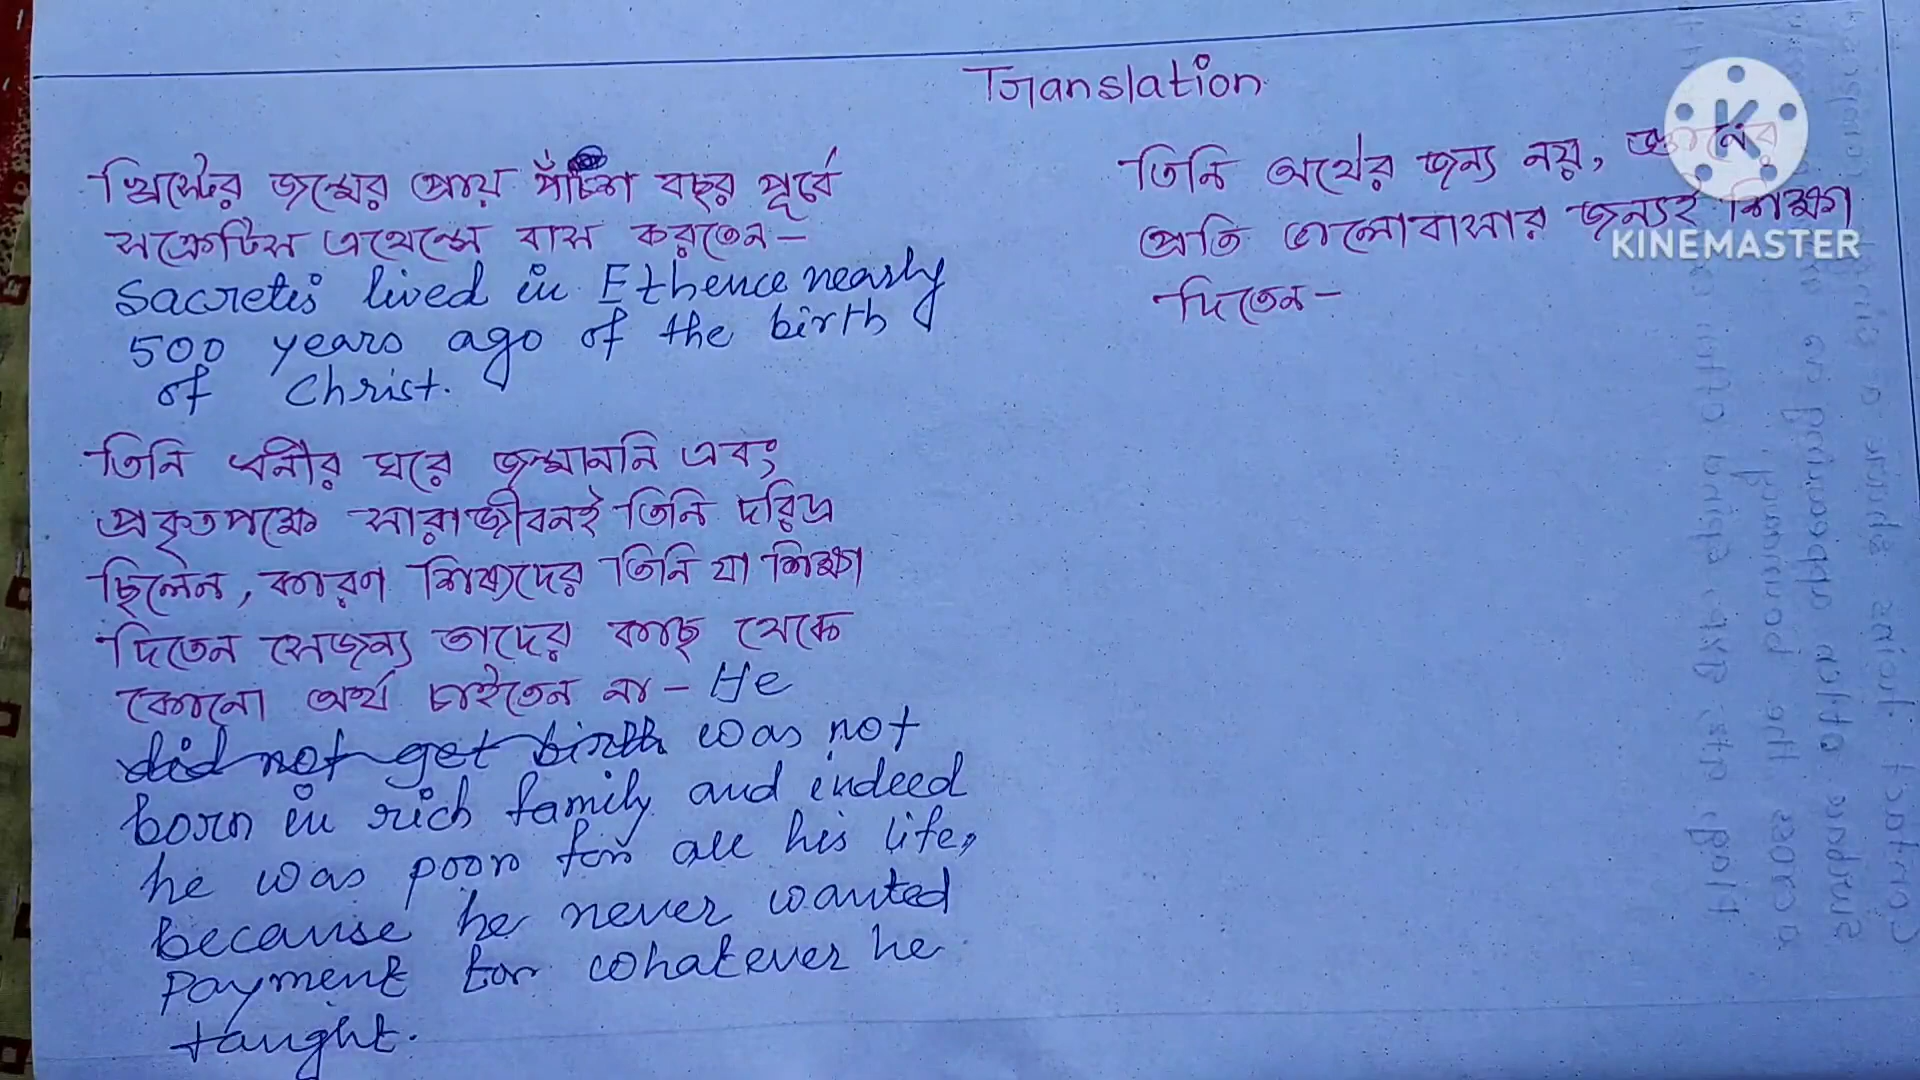 Translation
খ্রিস্টের জন্মের প্রায় পাঁচশ বছর পূর্বে
সক্রেটিস এথেন্সে বাস করতেন-
Sacretis lived in Ethence nearly
500 years ago of the birth
of Christ.
তিনি ধনীর ঘরে জন্মাননি এবং
প্রকৃতপক্ষে সারাজীবনই তিনি দরিদ্র
ছিলেন, কারণ শিষ্যদের তিনি যা শিক্ষা
দিতেন সেজন্য তাদের কাছ থেকে
কোনো অর্থ চাইতেন না- He
did not get birth was not
born in rich family and indeed
he was poor for all his life,
because he never wanted
payment for whatever he
taught.
তিনি অর্থের জন্য নয়, জ্ঞানের
প্রতি ভালোবাসার জন্যই শিক্ষা
দিতেন-
K
KINEMASTER